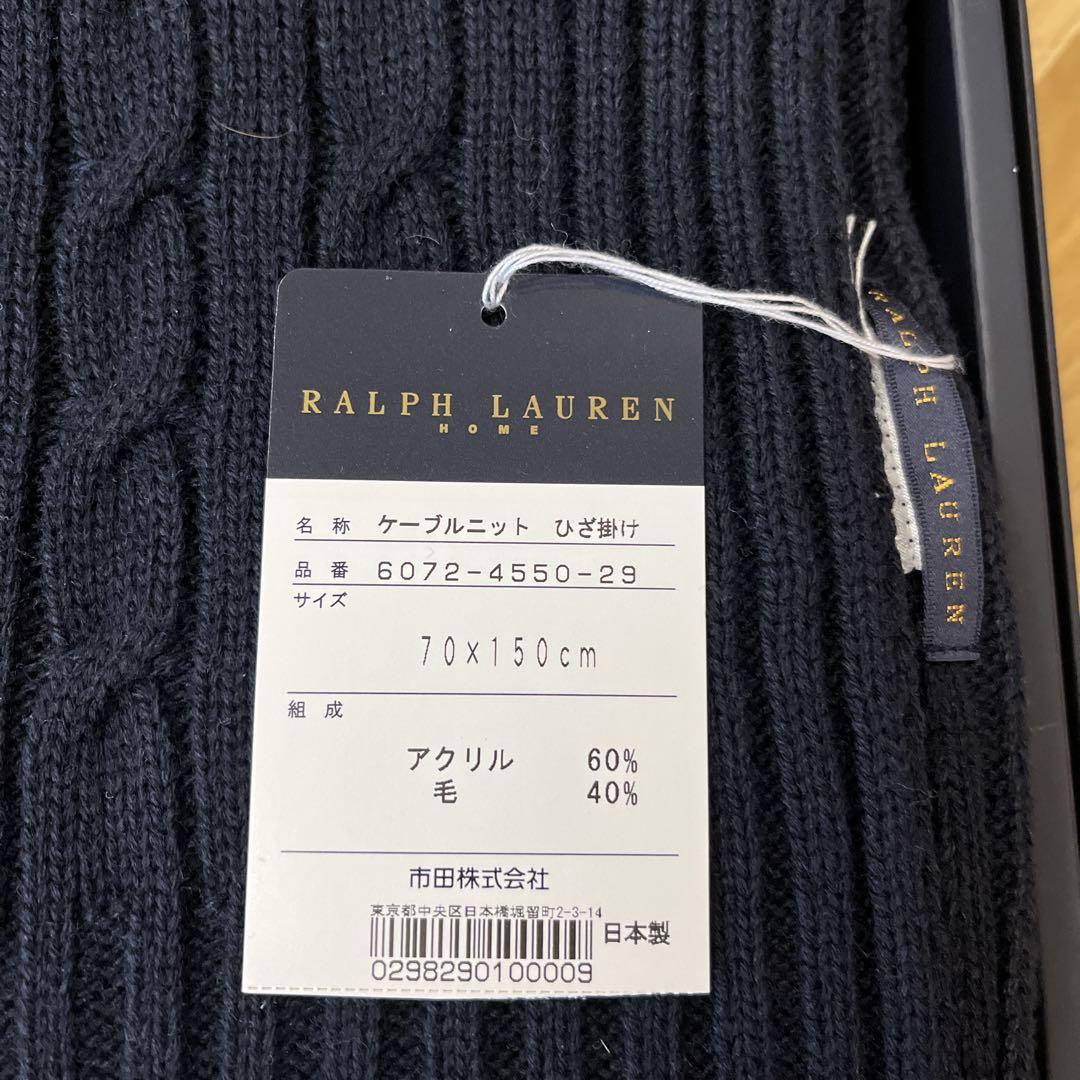 RALPH LAUREN
HOME
名 称 ケーブルニット ひざ掛け
品 番 6072-4550-29
サイズ
70×150cm
組 成
アクリル 60%
毛 40%
市田株式会社
東京都中央区日本橋堀留町2-3-14
日本製
0298290100009
RALPH LAUREN